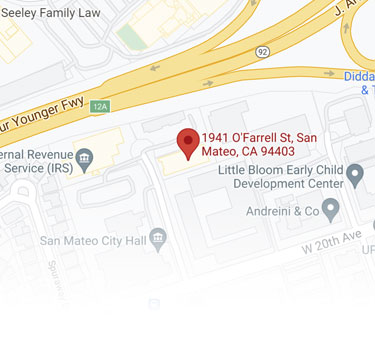 Seeley Family Law
J. Ar
92
12A
ur Younger Fwy
Didda
& T
1941 O'Farrell St, San
Mateo, CA 94403
ernal Revenue
Service (IRS)
Little Bloom Early Child
Development Center
Andreini & Co
San Mateo City Hall
W 20th Ave
UP